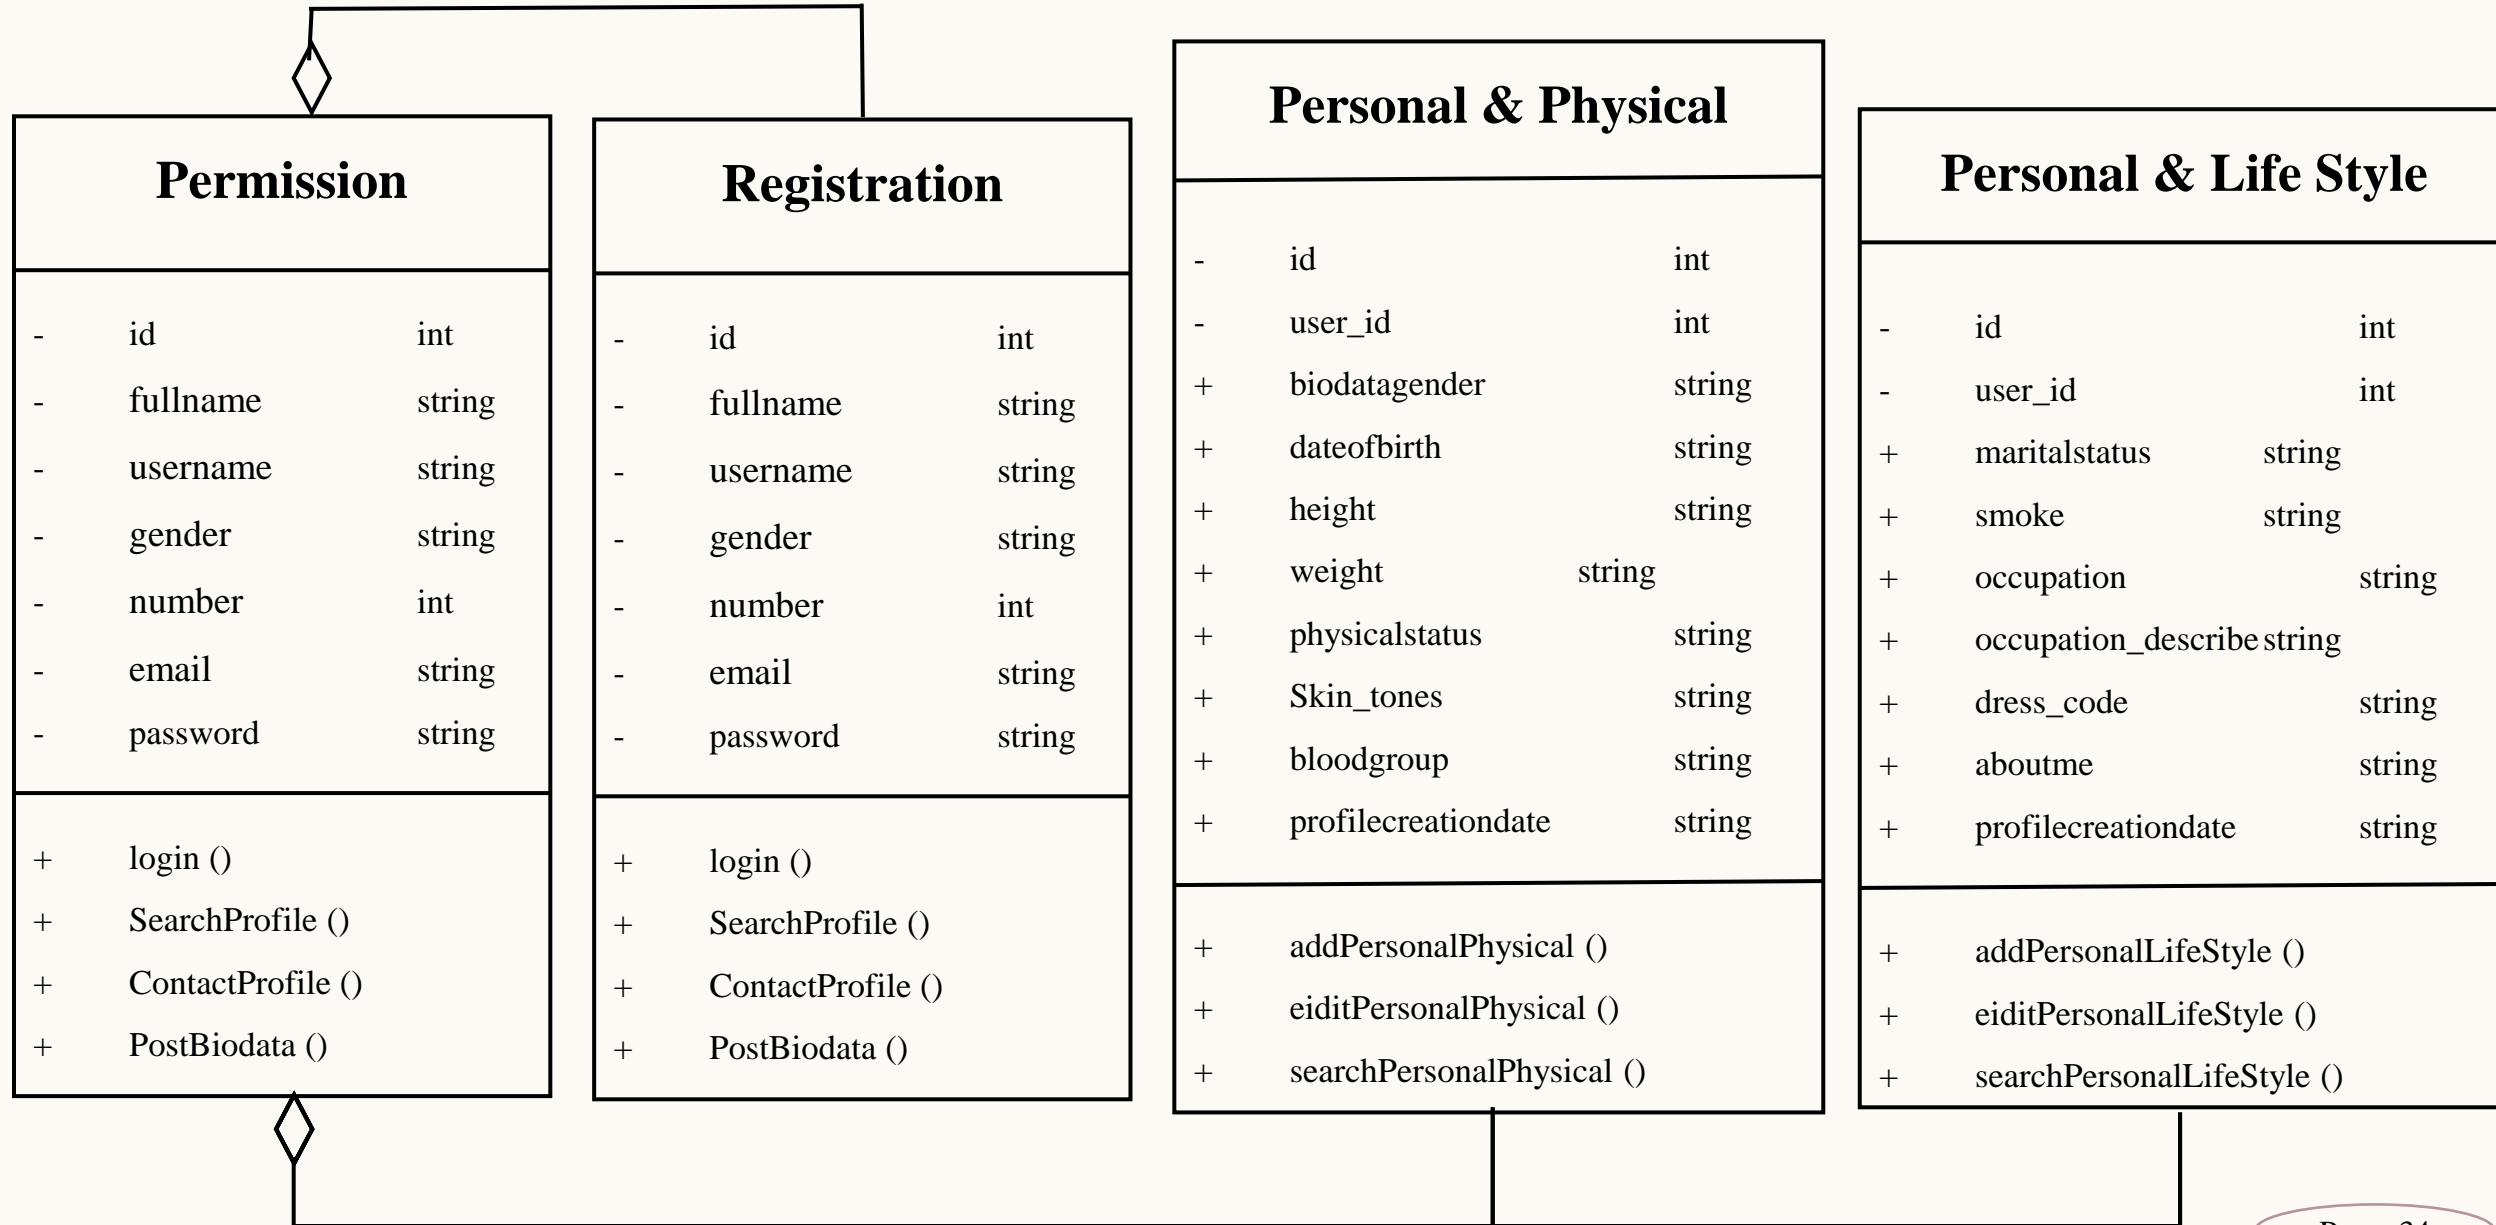 Permission
- id int
- fullname string
- username string
- gender string
- number int
- email string
- password string
+ login ()
+ SearchProfile ()
+ ContactProfile ()
+ PostBiodata ()
Registration
- id int
- fullname string
- username string
- gender string
- number int
- email string
- password string
+ login ()
+ SearchProfile ()
+ ContactProfile ()
+ PostBiodata ()
Personal & Physical
- id int
- user_id int
+ biodatagender string
+ dateofbirth string
+ height string
+ weight string
+ physicalstatus string
+ Skin_tones string
+ bloodgroup string
+ profilecreationdate string
+ addPersonalPhysical ()
+ eiditPersonalPhysical ()
+ searchPersonalPhysical ()
Personal & Life Style
- id int
- user_id int
+ maritalstatus string
+ smoke string
+ occupation string
+ occupation_describe string
+ dress_code string
+ aboutme string
+ profilecreationdate string
+ addPersonalLifeStyle ()
+ eiditPersonalLifeStyle ()
+ searchPersonalLifeStyle ()